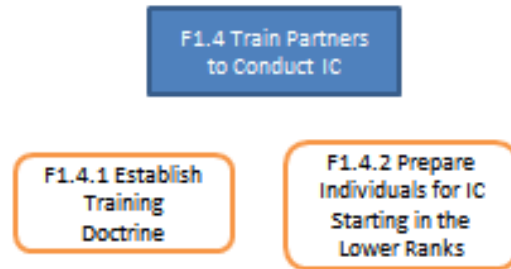 F1.4 Train Partners
to Conduct IC
F1.4.1 Establish
Training
Doctrine
F1.4.2 Prepare
Individuals for IC
Starting in the
Lower Ranks